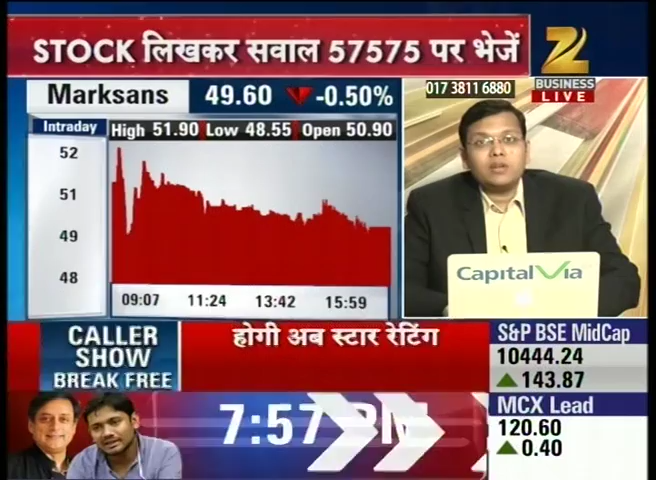 STOCK लिखकर सवाल 57575 पर भेजें
Z
BUSINESS
LIVE
Marksans 49.60 -0.50%
017 3811 6880
Intraday High 51.90 Low 48.55 Open 50.90
52
51
49
48
09:07 11:24 13:42 15:59
CapitalVia
CALLER
SHOW
BREAK FREE
होगी अब स्टार रेटिंग
S&P BSE MidCap
10444.24
143.87
MCX Lead
120.60
0.40
7:57